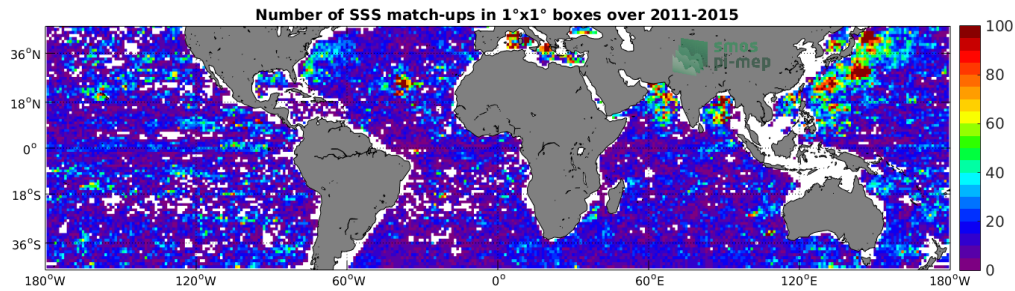 Number of SSS match-ups in 1°x1° boxes over 2011-2015
smos
pi-mep
36°N
18°N
0°
18°S
36°S
180°W 120°W 60°W 0° 60°E 120°E 180°W
100
80
60
40
20
0